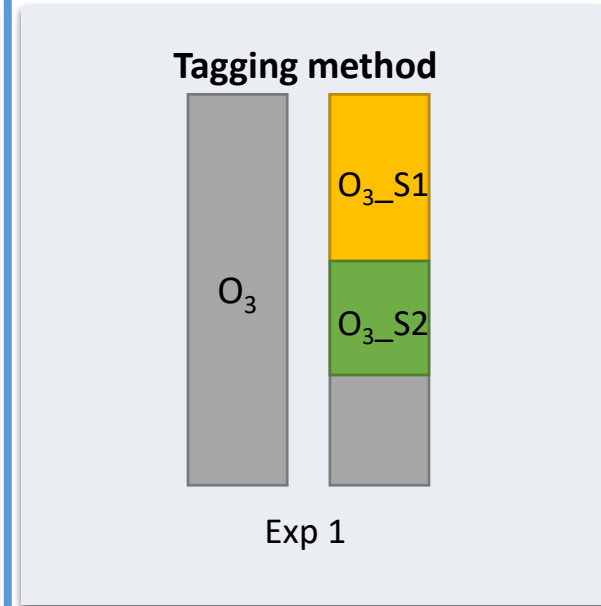 Tagging method
O₃
O₃_S1
O₃_S2
Exp 1